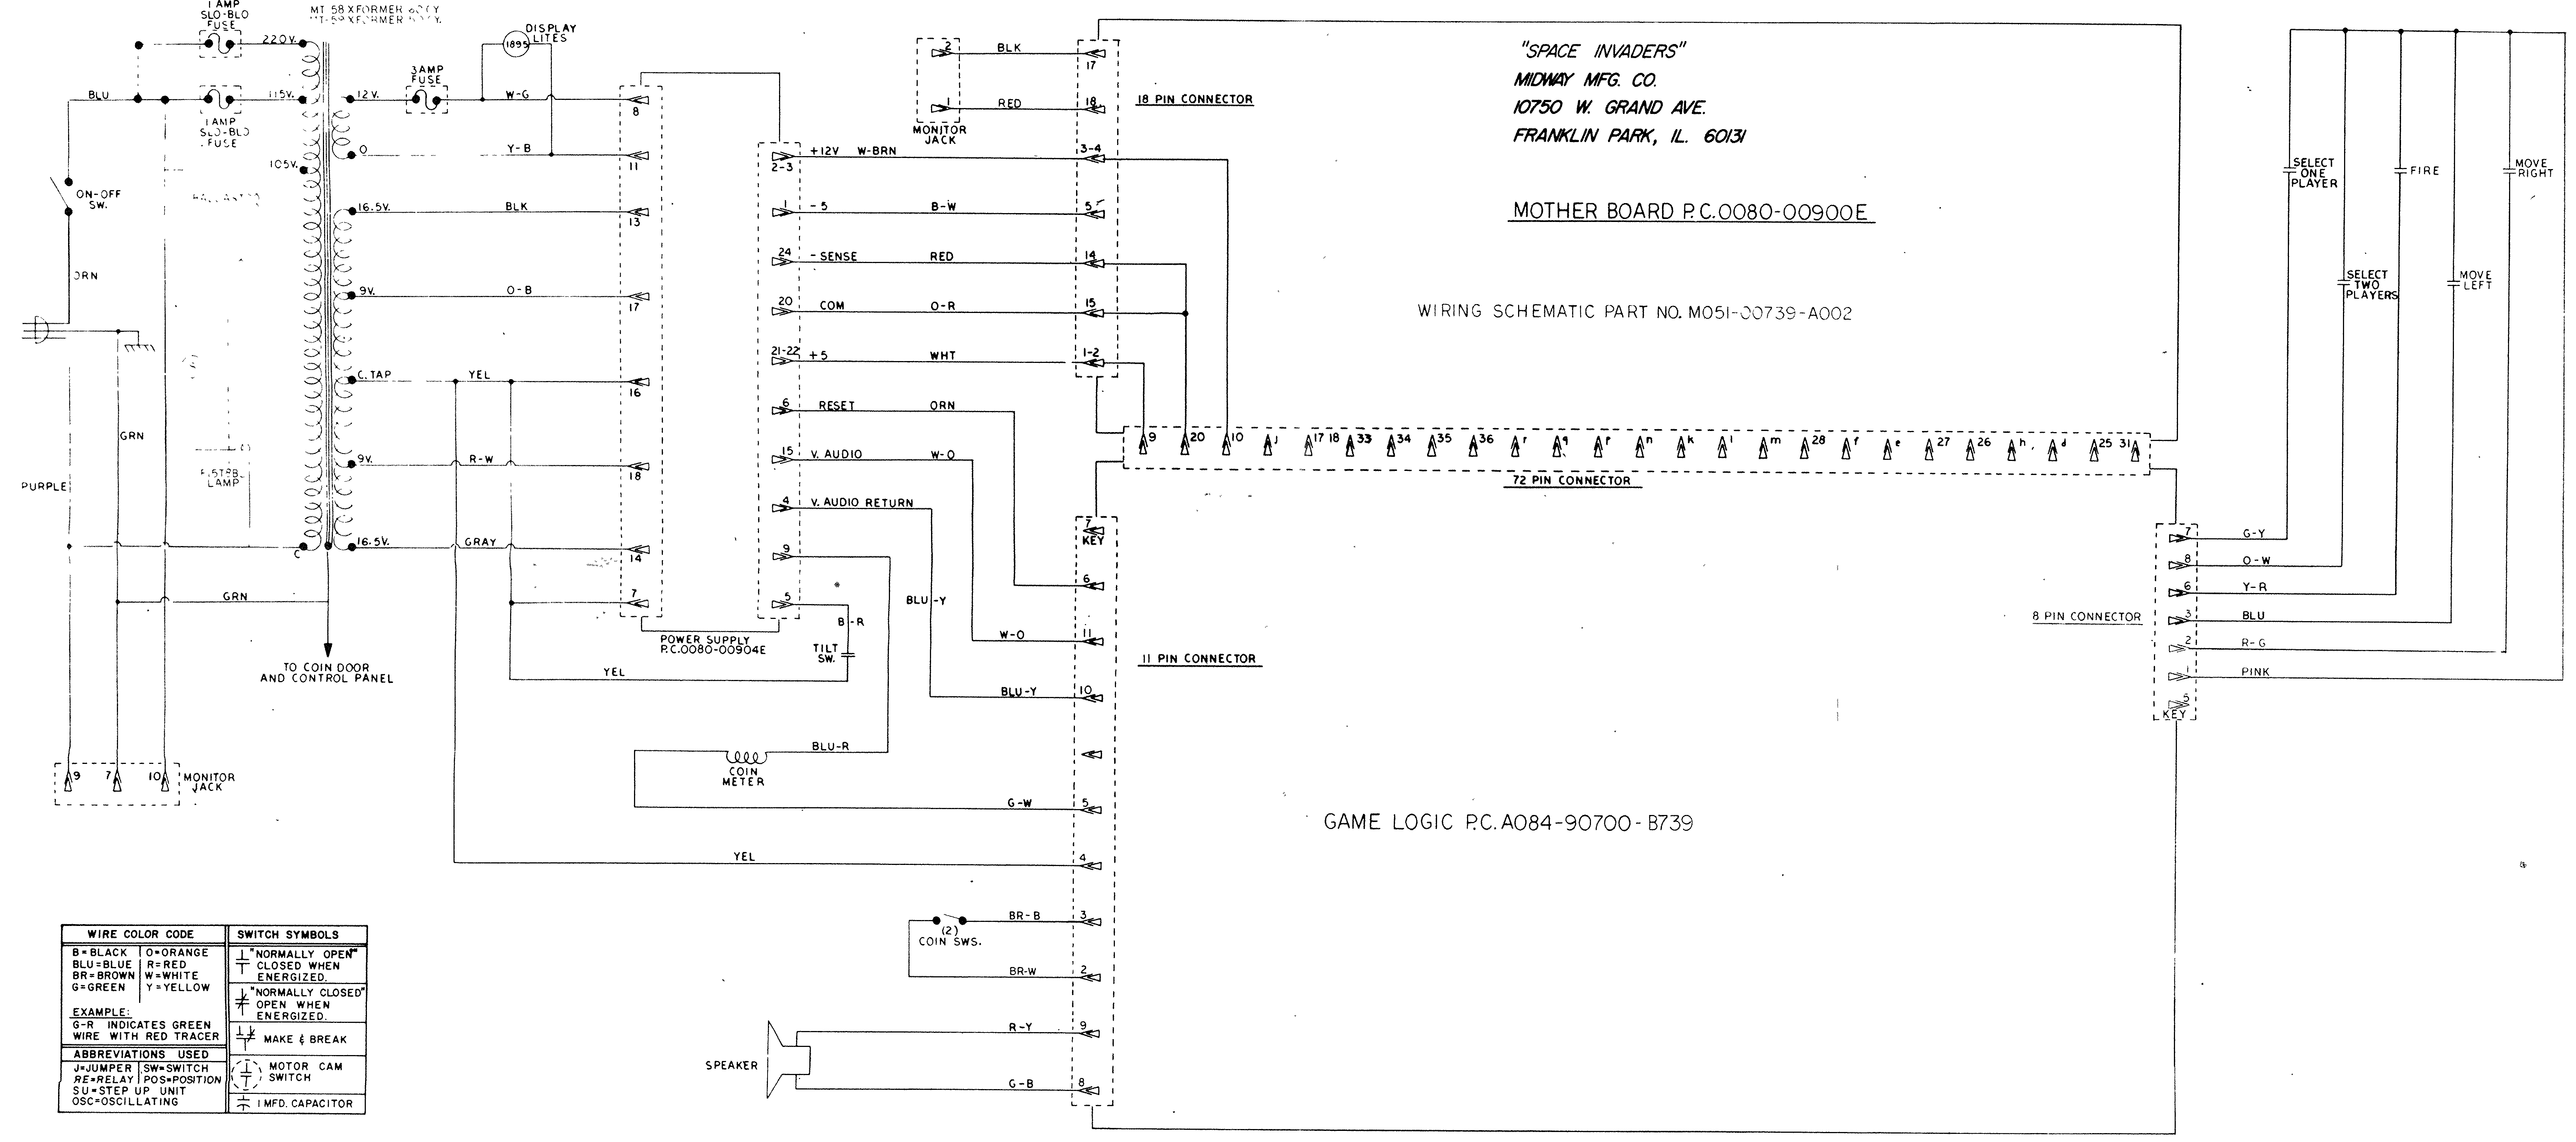 1 AMP
SLO-BLO
FUSE
MT 58 XFORMER 60 CY
MT-59 XFORMER 50 CY.
220V.
DISPLAY
LITES
1895
BLU
115V.
12V.
3AMP
FUSE
W-G
8
1 AMP
SLO-BLO
FUSE
105V.
O
Y-B
11
ON-OFF
SW.
16.5V.
BLK
13
9V.
O-B
17
C. TAP
YEL
16
GRN
9V.
R-W
18
LAMP
PURPLE
C
16.5V.
GRAY
14
GRN
7
TO COIN DOOR
AND CONTROL PANEL
9
7
10
MONITOR
JACK
POWER SUPPLY
P.C.0080-00904E
2
BLK
17
1
RED
18
MONITOR
JACK
18 PIN CONNECTOR
2-3
+12V
W-BRN
3-4
1
-5
B-W
5
24
-SENSE
RED
14
20
COM
O-R
15
21-22
+5
WHT
1-2
6
RESET
ORN
15
V. AUDIO
W-O
4
V. AUDIO RETURN
9
5
BLU-Y
B-R
TILT
SW.
YEL
7
KEY
6
W-O
11
11 PIN CONNECTOR
BLU-Y
10
BLU-R
COIN
METER
G-W
5
YEL
4
BR-B
3
(2)
COIN SWS.
BR-W
2
R-Y
9
SPEAKER
G-B
8
"SPACE INVADERS"
MIDWAY MFG. CO.
10750 W. GRAND AVE.
FRANKLIN PARK, IL. 60131
MOTHER BOARD P.C.0080-00900E
WIRING SCHEMATIC PART NO. M051-00739-A002
9 20 10 j 17 18 33 34 35 36 r q p n k l m 28 f e 27 26 h d 25 31
72 PIN CONNECTOR
GAME LOGIC P.C. A084-90700-B739
SELECT
ONE
PLAYER
FIRE
MOVE
RIGHT
SELECT
TWO
PLAYERS
MOVE
LEFT
7
G-Y
8
O-W
6
Y-R
3
BLU
8 PIN CONNECTOR
2
R-G
1
PINK
5
KEY
WIRE COLOR CODE
B=BLACK O=ORANGE
BLU=BLUE R=RED
BR=BROWN W=WHITE
G=GREEN Y=YELLOW
EXAMPLE:
G-R INDICATES GREEN
WIRE WITH RED TRACER
ABBREVIATIONS USED
J=JUMPER SW=SWITCH
RE=RELAY POS=POSITION
SU=STEP UP UNIT
OSC=OSCILLATING
SWITCH SYMBOLS
"NORMALLY OPEN"
CLOSED WHEN
ENERGIZED.
"NORMALLY CLOSED"
OPEN WHEN
ENERGIZED.
MAKE & BREAK
MOTOR CAM
SWITCH
1 MFD. CAPACITOR